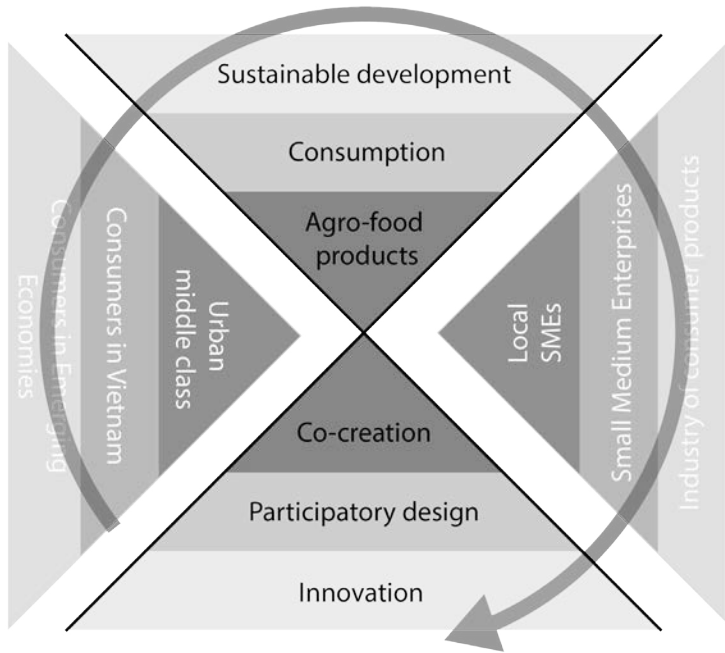 Sustainable development
Consumption
Agro-food
products
Consumers in Emerging
Economies
Consumers in Vietnam
Urban
middle class
Local
SMEs
Small Medium Enterprises
Industry of consumer products
Co-creation
Participatory design
Innovation